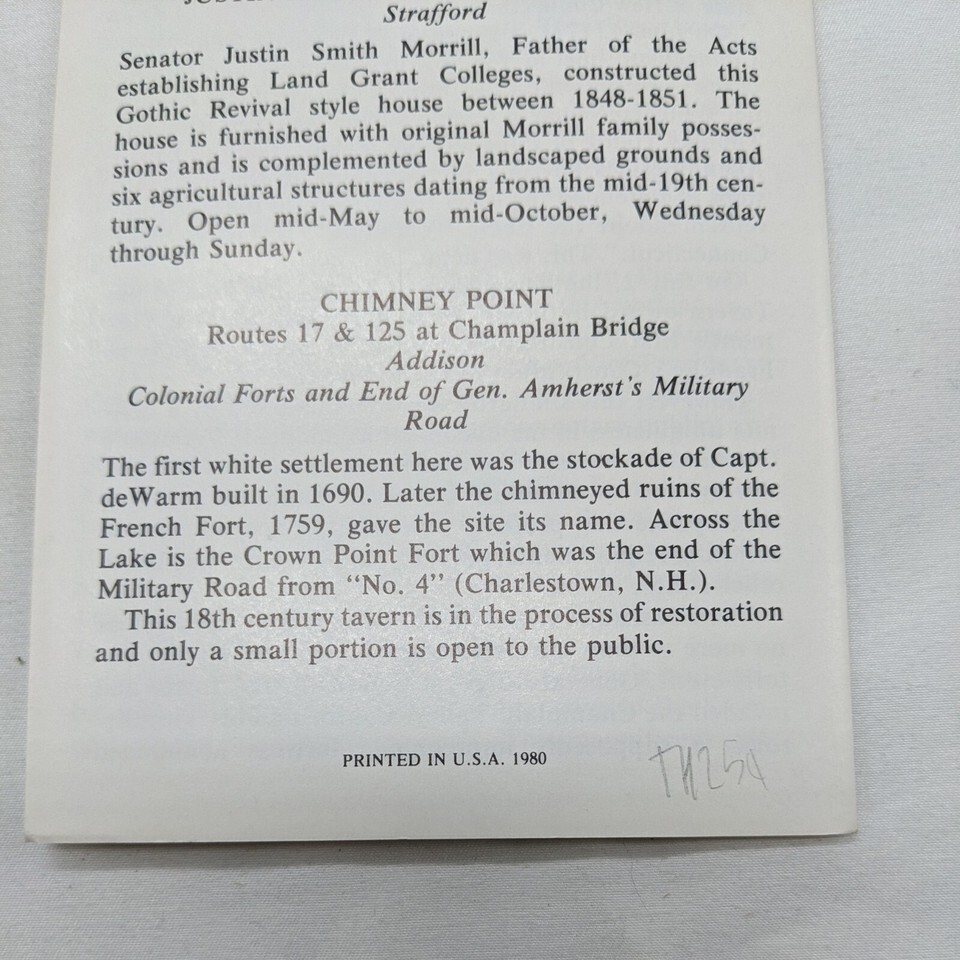 Strafford
Senator Justin Smith Morrill, Father of the Acts
establishing Land Grant Colleges, constructed this
Gothic Revival style house between 1848-1851. The
house is furnished with original Morrill family posses-
sions and is complemented by landscaped grounds and
six agricultural structures dating from the mid-19th cen-
tury. Open mid-May to mid-October, Wednesday
through Sunday.
CHIMNEY POINT
Routes 17 & 125 at Champlain Bridge
Addison
Colonial Forts and End of Gen. Amherst's Military
Road
The first white settlement here was the stockade of Capt.
deWarm built in 1690. Later the chimneyed ruins of the
French Fort, 1759, gave the site its name. Across the
Lake is the Crown Point Fort which was the end of the
Military Road from “No. 4” (Charlestown, N.H.).
This 18th century tavern is in the process of restoration
and only a small portion is open to the public.
PRINTED IN U.S.A. 1980